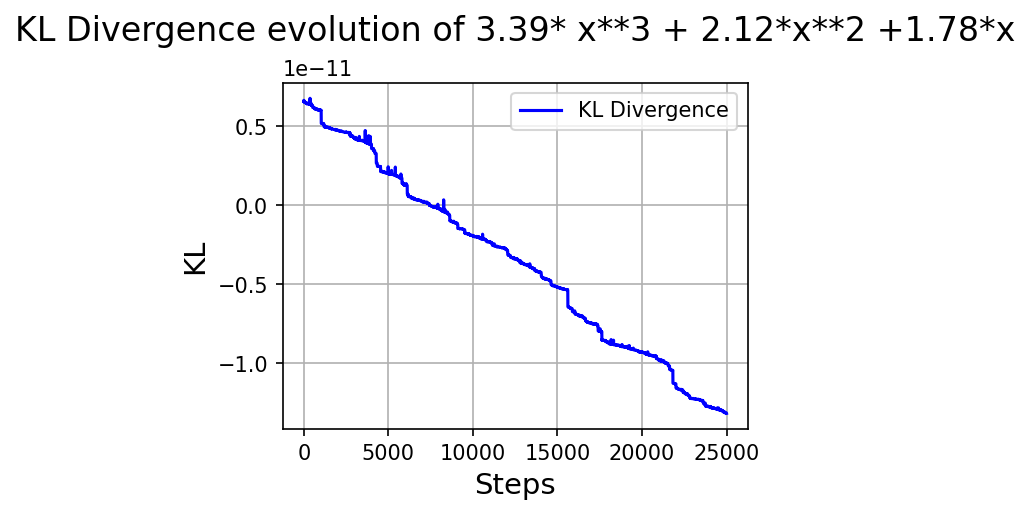 KL Divergence evolution of 3.39* x**3 + 2.12*x**2 +1.78*x
1e−11
KL Divergence
0.5
0.0
−0.5
−1.0
KL
0 5000 10000 15000 20000 25000
Steps